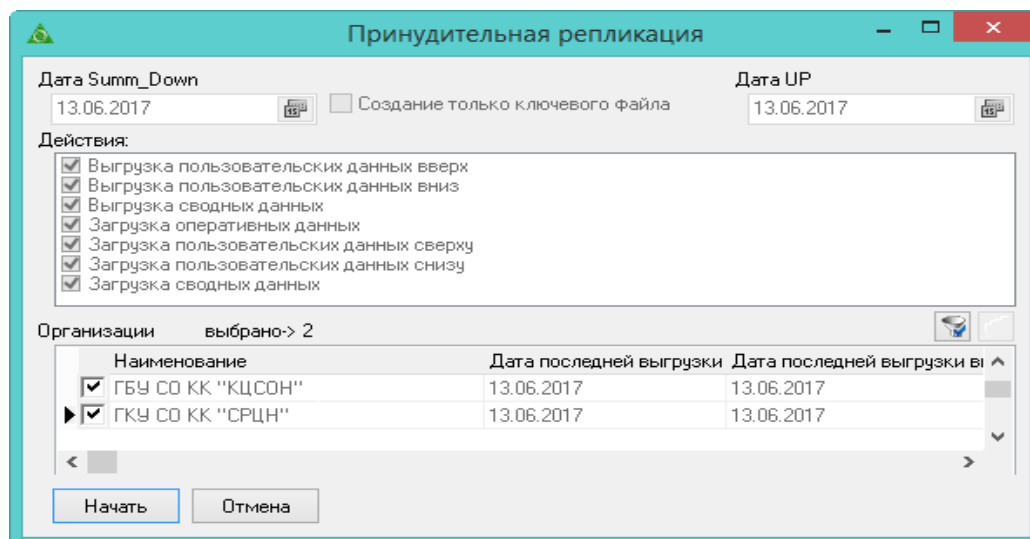 Принудительная репликация
Дата Summ_Down Дата UP
13.06.2017 Создание только ключевого файла 13.06.2017
Действия:
Выгрузка пользовательских данных вверх
Выгрузка пользовательских данных вниз
Выгрузка сводных данных
Загрузка оперативных данных
Загрузка пользовательских данных сверху
Загрузка пользовательских данных снизу
Загрузка сводных данных
Организации выбрано-> 2
Наименование Дата последней выгрузки Дата последней выгрузки
ГБУ СО КК "КЦСОН" 13.06.2017 13.06.2017
ГКУ СО КК "СРЦН" 13.06.2017 13.06.2017
Начать Отмена